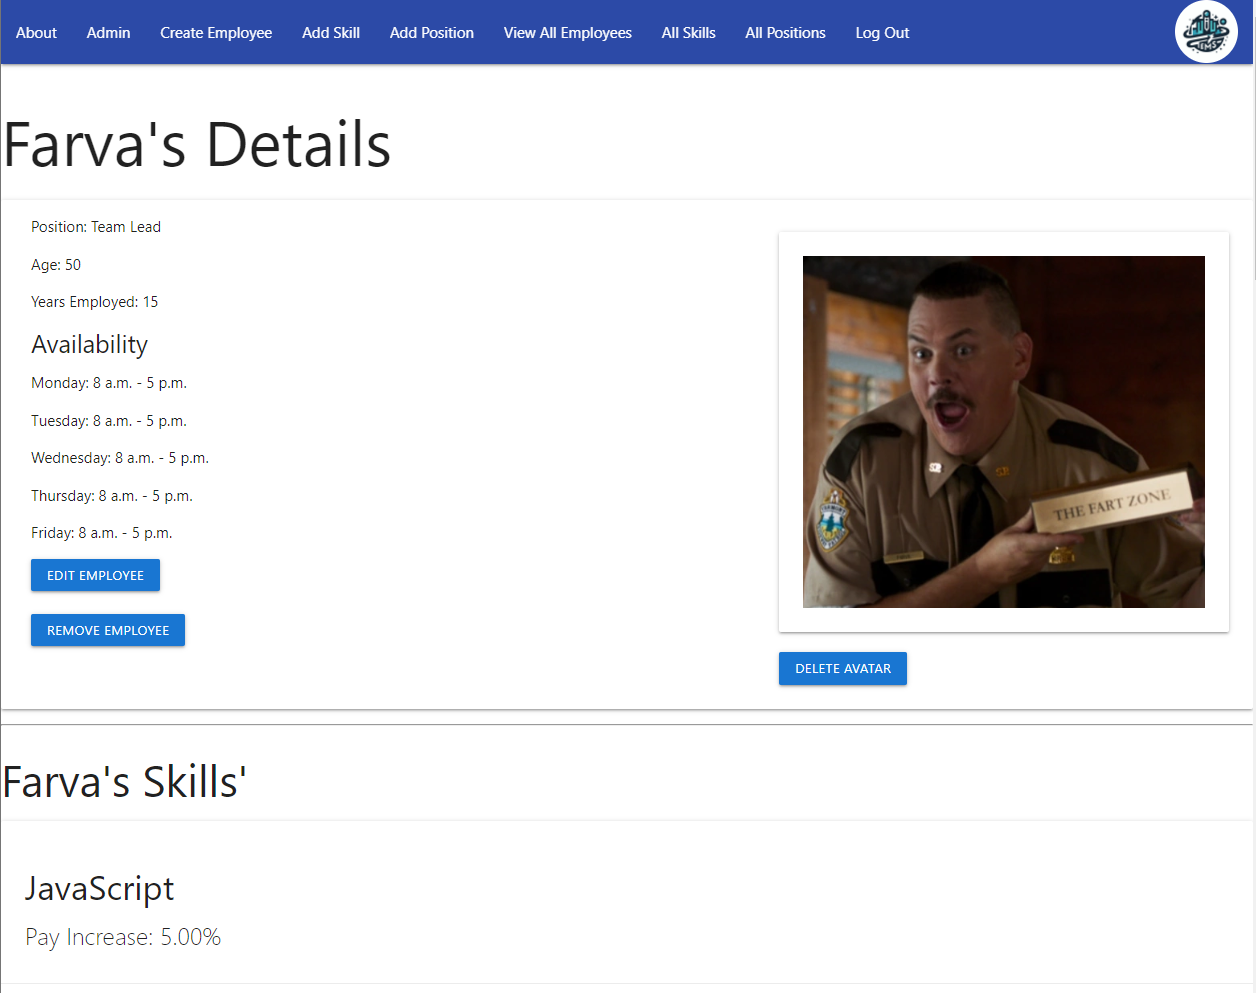 About Admin Create Employee Add Skill Add Position View All Employees All Skills All Positions Log Out
EMS
Farva's Details
Position: Team Lead
Age: 50
Years Employed: 15
Availability
Monday: 8 a.m. - 5 p.m.
Tuesday: 8 a.m. - 5 p.m.
Wednesday: 8 a.m. - 5 p.m.
Thursday: 8 a.m. - 5 p.m.
Friday: 8 a.m. - 5 p.m.
EDIT EMPLOYEE
REMOVE EMPLOYEE
THE FART ZONE
DELETE AVATAR
Farva's Skills'
JavaScript
Pay Increase: 5.00%